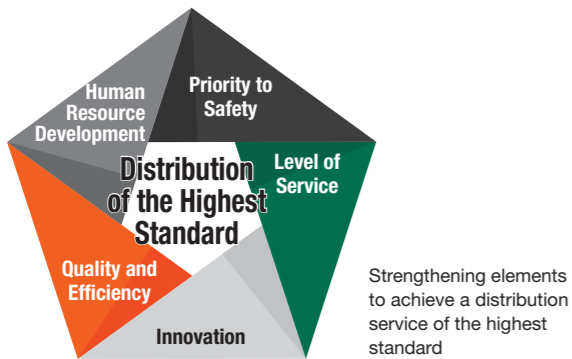 Human
Resource
Development
Priority to
Safety
Distribution
of the Highest
Standard
Level of
Service
Quality and
Efficiency
Innovation
Strengthening elements
to achieve a distribution
service of the highest
standard